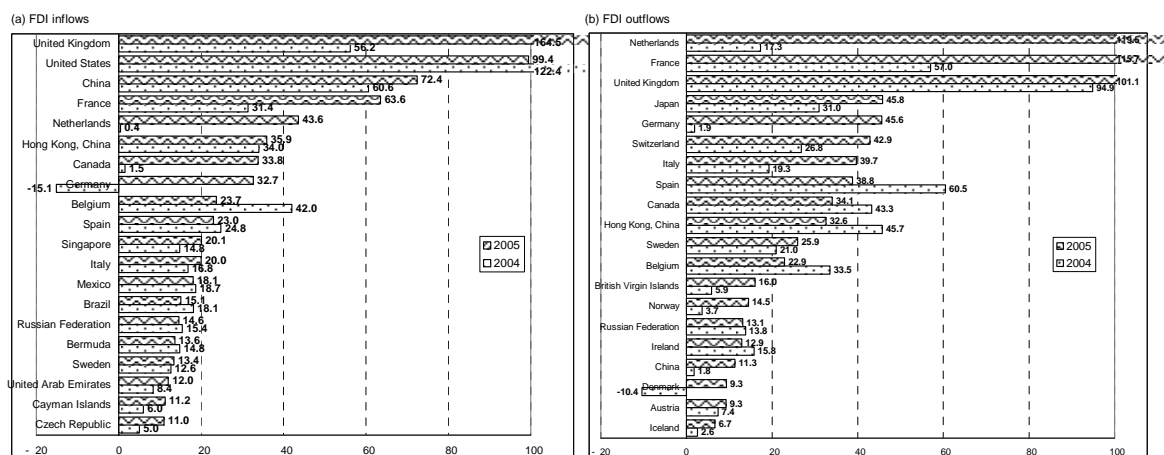 (a) FDI inflows
United Kingdom 164.5
56.2
United States 99.4
122.4
China 72.4
60.6
France 63.6
31.4
Netherlands 43.6
0.4
Hong Kong, China 35.9
34.0
Canada 33.8
1.5
Germany 32.7
-15.1
Belgium 23.7
42.0
Spain 23.0
24.8
Singapore 20.1
14.8
Italy 20.0
16.8
Mexico 18.1
18.7
Brazil 15.1
18.1
Russian Federation 14.6
15.4
Bermuda 13.6
14.8
Sweden 13.4
12.6
United Arab Emirates 12.0
8.4
Cayman Islands 11.2
6.0
Czech Republic 11.0
5.0
2005
2004
- 20 0 20 40 60 80 100
(b) FDI outflows
Netherlands 119.5
17.3
France 115.7
57.0
United Kingdom 101.1
94.9
Japan 45.8
31.0
Germany 45.6
1.9
Switzerland 42.9
26.8
Italy 39.7
19.3
Spain 38.8
60.5
Canada 34.1
43.3
Hong Kong, China 32.6
45.7
Sweden 25.9
21.0
Belgium 22.9
33.5
British Virgin Islands 16.0
5.9
Norway 14.5
3.7
Russian Federation 13.1
13.8
Ireland 12.9
15.8
China 11.3
1.8
Denmark 9.3
-10.4
Austria 9.3
7.4
Iceland 6.7
2.6
2005
2004
- 20 0 20 40 60 80 100